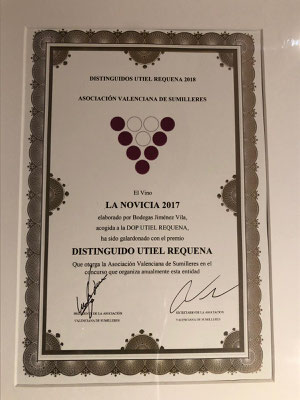 DISTINGUIDOS UTIEL REQUENA 2018
ASOCIACIÓN VALENCIANA DE SUMILLERES
El Vino
LA NOVICIA 2017
elaborado por Bodegas Jiménez Vila,
acogida a la DOP UTIEL REQUENA,
ha sido galardonado con el premio
DISTINGUIDO UTIEL REQUENA
Que otorga la Asociación Valenciana de Sumilleres en el
concurso que organiza anualmente esta entidad
PRESIDENTE DE LA ASOCIACIÓN
VALENCIANA DE SUMILLERES
SECRETARIO DE LA ASOCIACIÓN
VALENCIANA DE SUMILLERES